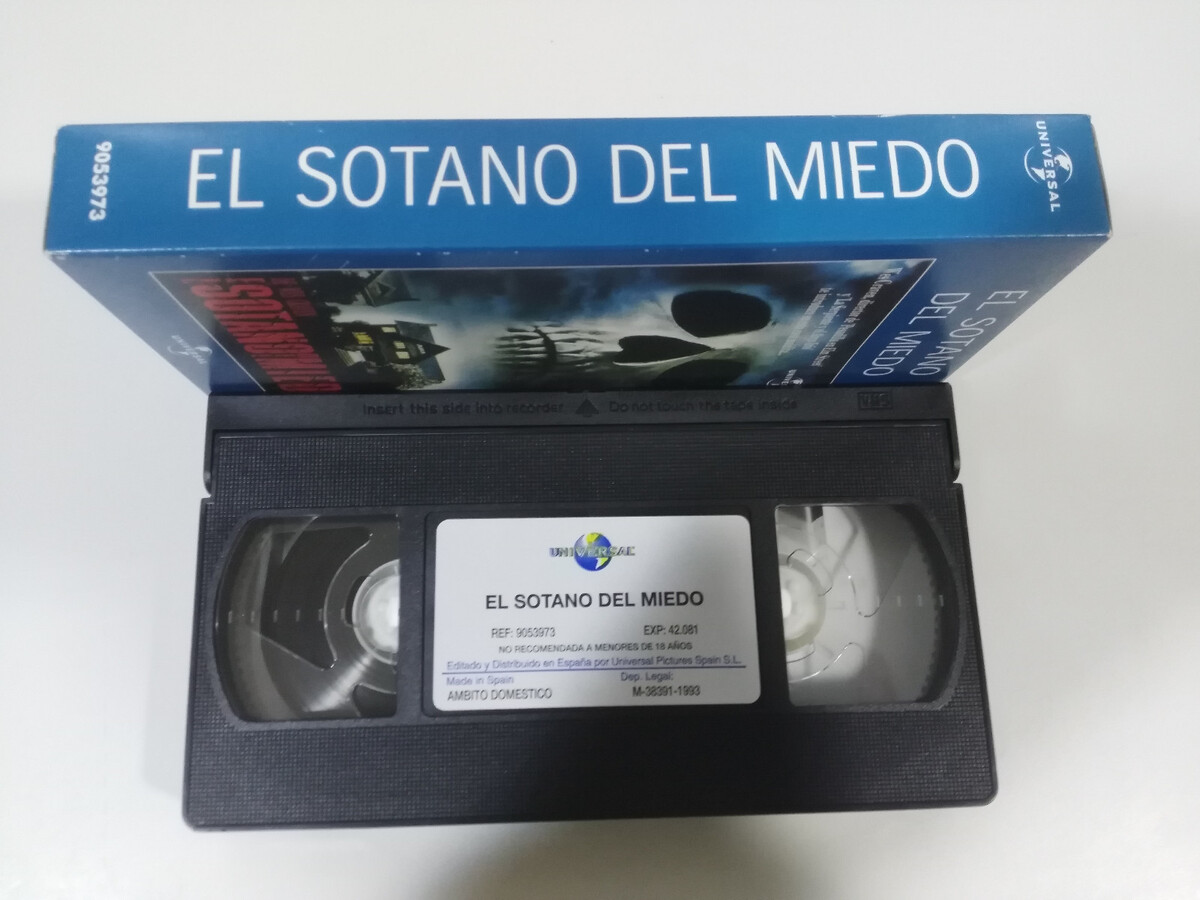 9053973
EL SOTANO DEL MIEDO
UNIVERSAL
EL SOTANO
DEL MIEDO
Insert this side into recorder Do not touch the tape inside
VHS
UNIVERSAL
EL SOTANO DEL MIEDO
REF: 9053973 EXP: 42.081
NO RECOMENDADA A MENORES DE 18 AÑOS
Editado y Distribuido en España por Universal Pictures Spain S.L.
Made in Spain Dep. Legal:
AMBITO DOMESTICO M-38391-1993